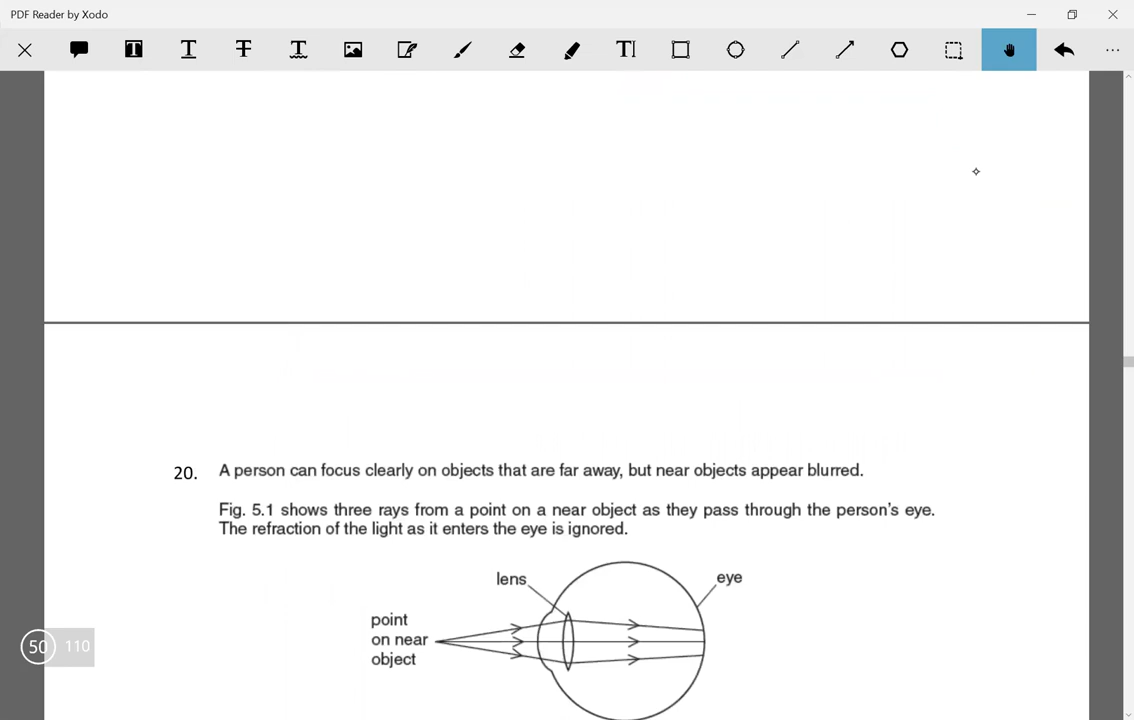 PDF Reader by Xodo
T T T T TI
20. A person can focus clearly on objects that are far away, but near objects appear blurred.
Fig. 5.1 shows three rays from a point on a near object as they pass through the person's eye.
The refraction of the light as it enters the eye is ignored.
lens
eye
point
on near
object
50 110